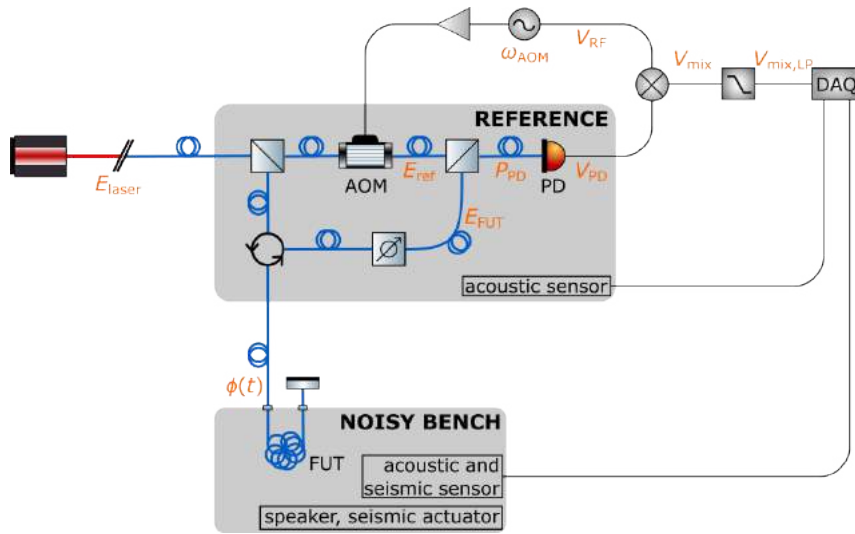 ω_AOM
V_RF
V_mix
V_mix,LP
DAQ
REFERENCE
E_laser
AOM
E_ref
P_PD
PD
V_PD
E_FUT
acoustic sensor
ϕ(t)
NOISY BENCH
FUT
acoustic and
seismic sensor
speaker, seismic actuator